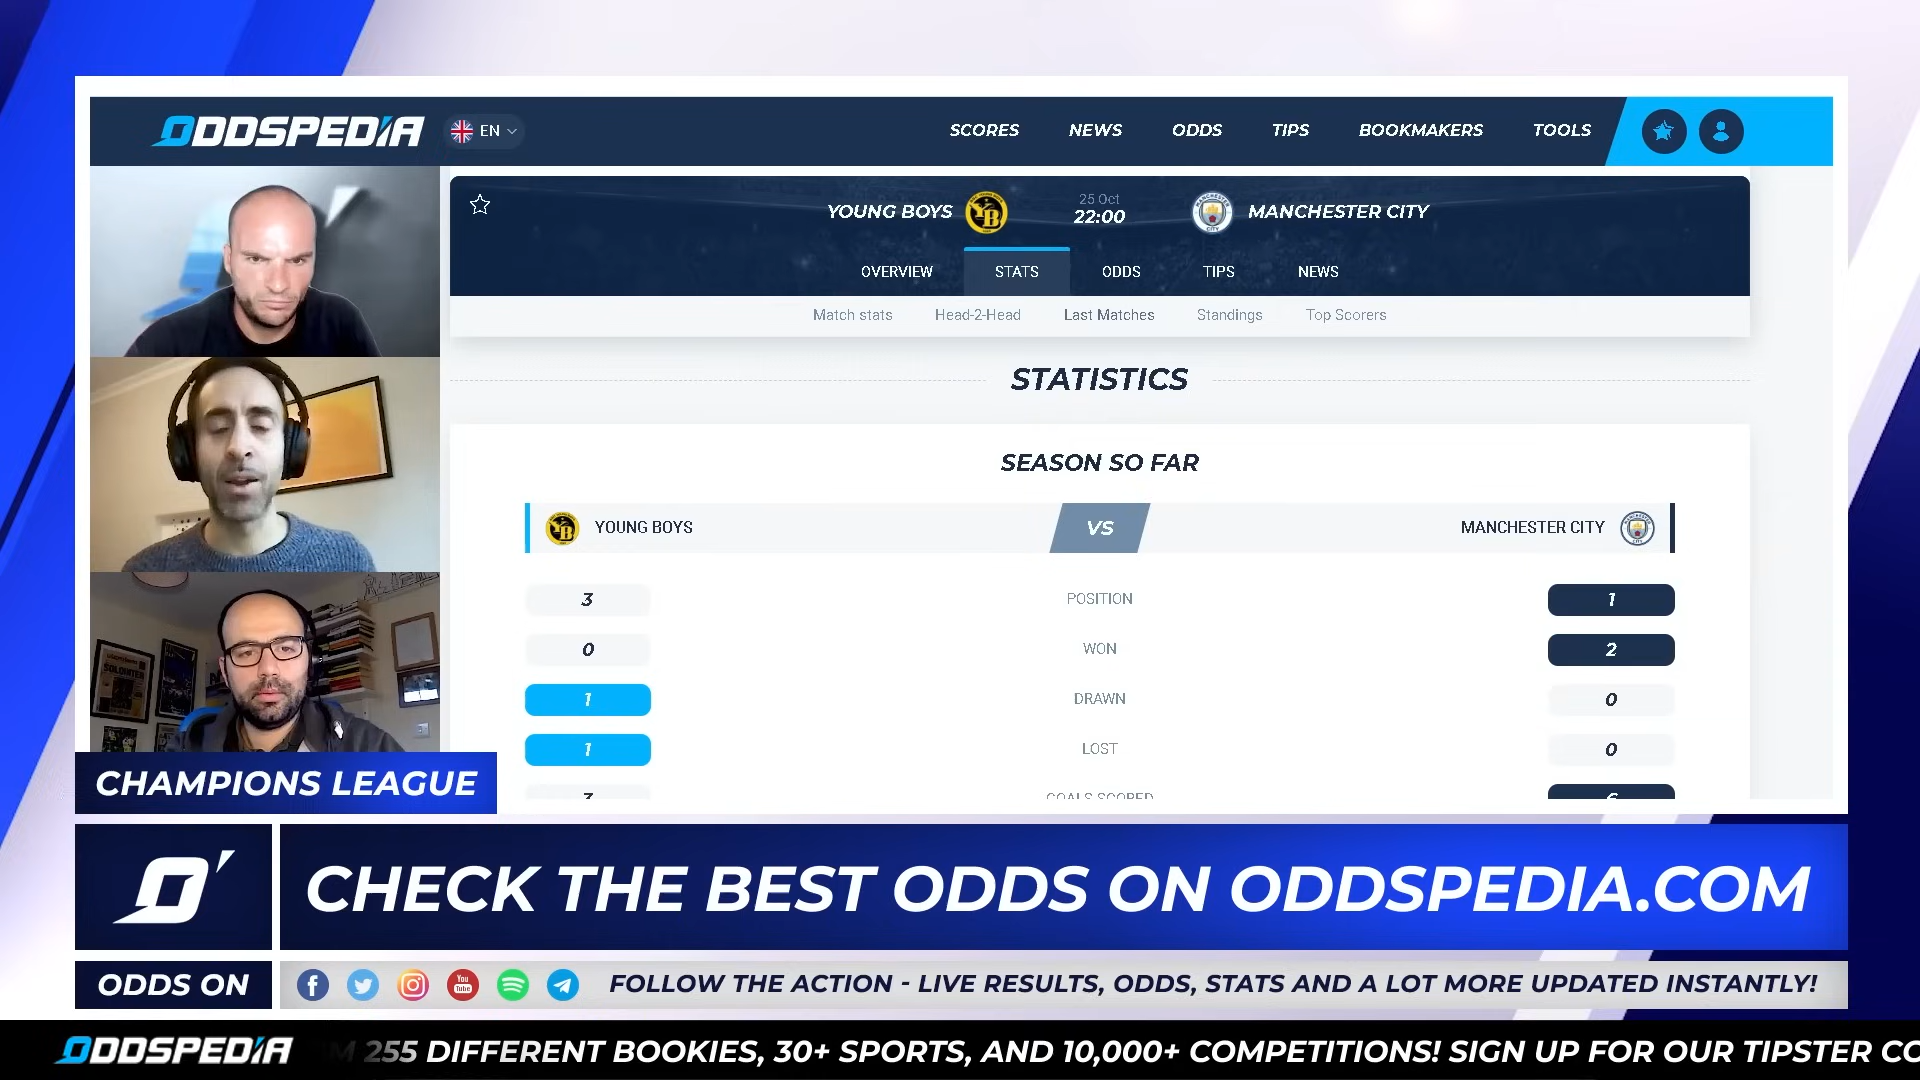 ODDSPEDIA
EN
SCORES NEWS ODDS TIPS BOOKMAKERS TOOLS
YOUNG BOYS
25 Oct
22:00
MANCHESTER CITY
OVERVIEW STATS ODDS TIPS NEWS
Match stats Head-2-Head Last Matches Standings Top Scorers
STATISTICS
SEASON SO FAR
YOUNG BOYS VS MANCHESTER CITY
3 POSITION 1
0 WON 2
1 DRAWN 0
1 LOST 0
GOALS SCORED
CHAMPIONS LEAGUE
CHECK THE BEST ODDS ON ODDSPEDIA.COM
ODDS ON
FOLLOW THE ACTION - LIVE RESULTS, ODDS, STATS AND A LOT MORE UPDATED INSTANTLY!
ODDSPEDIA
255 DIFFERENT BOOKIES, 30+ SPORTS, AND 10,000+ COMPETITIONS! SIGN UP FOR OUR TIPSTER CO